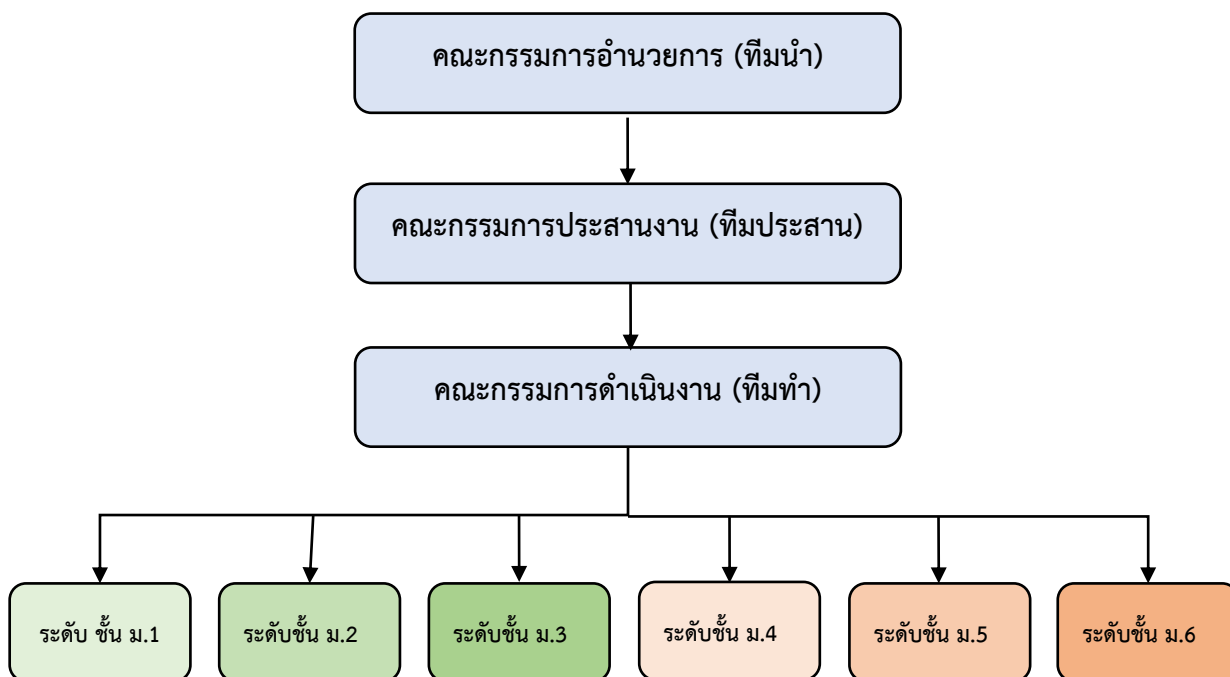 คณะกรรมการอำนวยการ (ทีมนำ)
คณะกรรมการประสานงาน (ทีมประสาน)
คณะกรรมการดำเนินงาน (ทีมทำ)
ระดับ ชั้น ม.1
ระดับชั้น ม.2
ระดับชั้น ม.3
ระดับชั้น ม.4
ระดับชั้น ม.5
ระดับชั้น ม.6